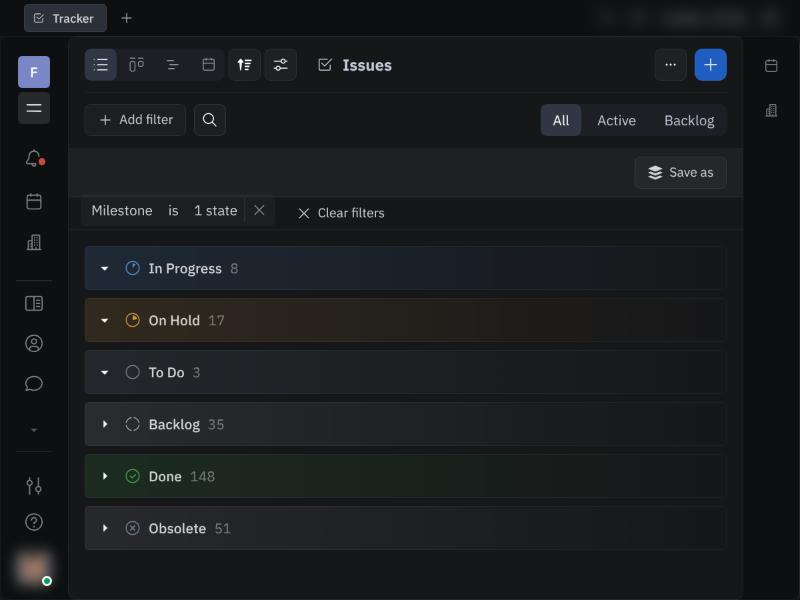 Tracker
F
Issues
Add filter
All Active Backlog
Save as
Milestone is 1 state
Clear filters
In Progress 8
On Hold 17
To Do 3
Backlog 35
Done 148
Obsolete 51